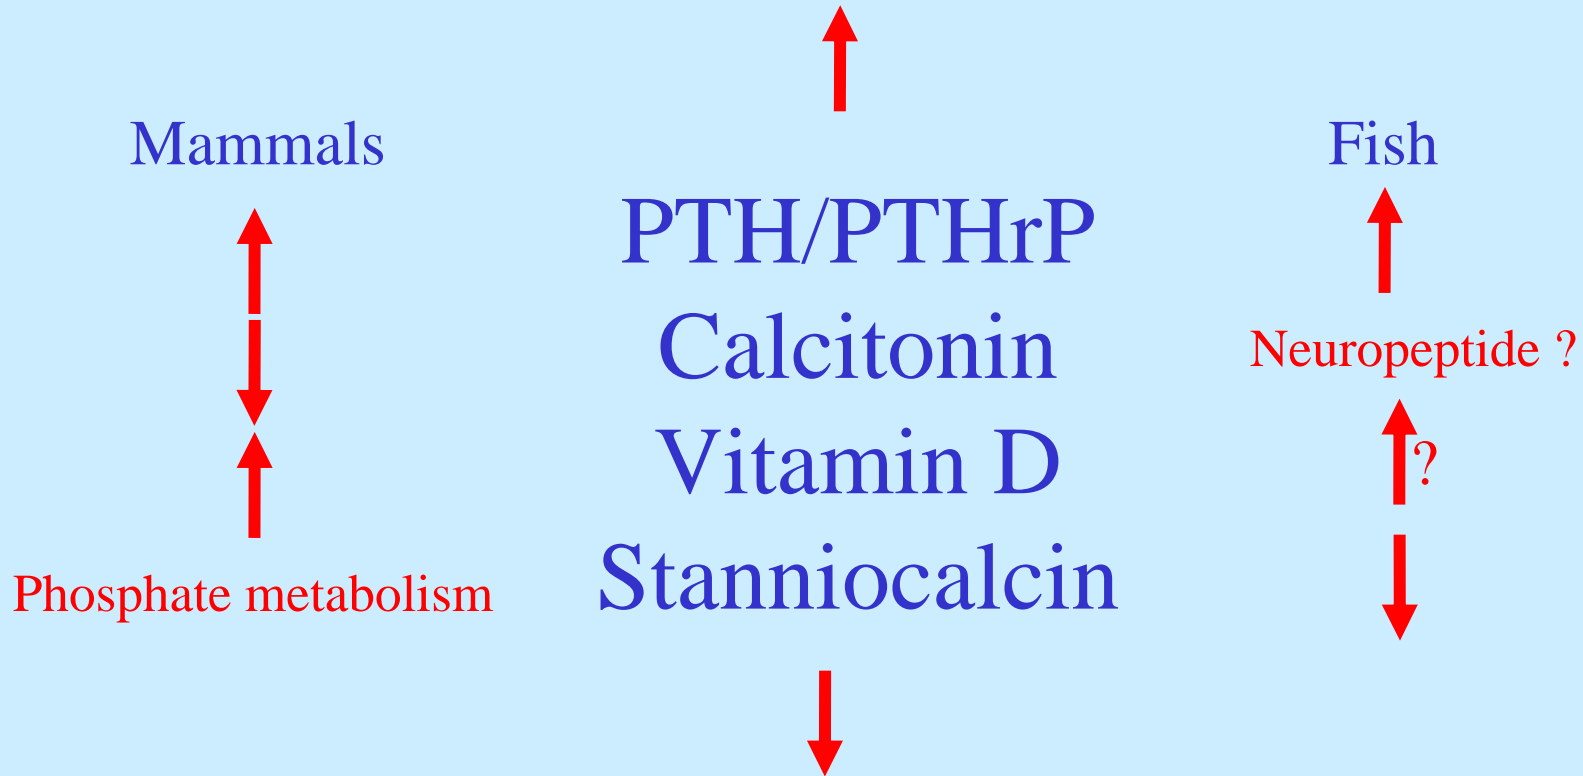 Mammals
Fish
PTH/PTHrP
Calcitonin
Neuropeptide ?
Vitamin D
?
Stanniocalcin
Phosphate metabolism